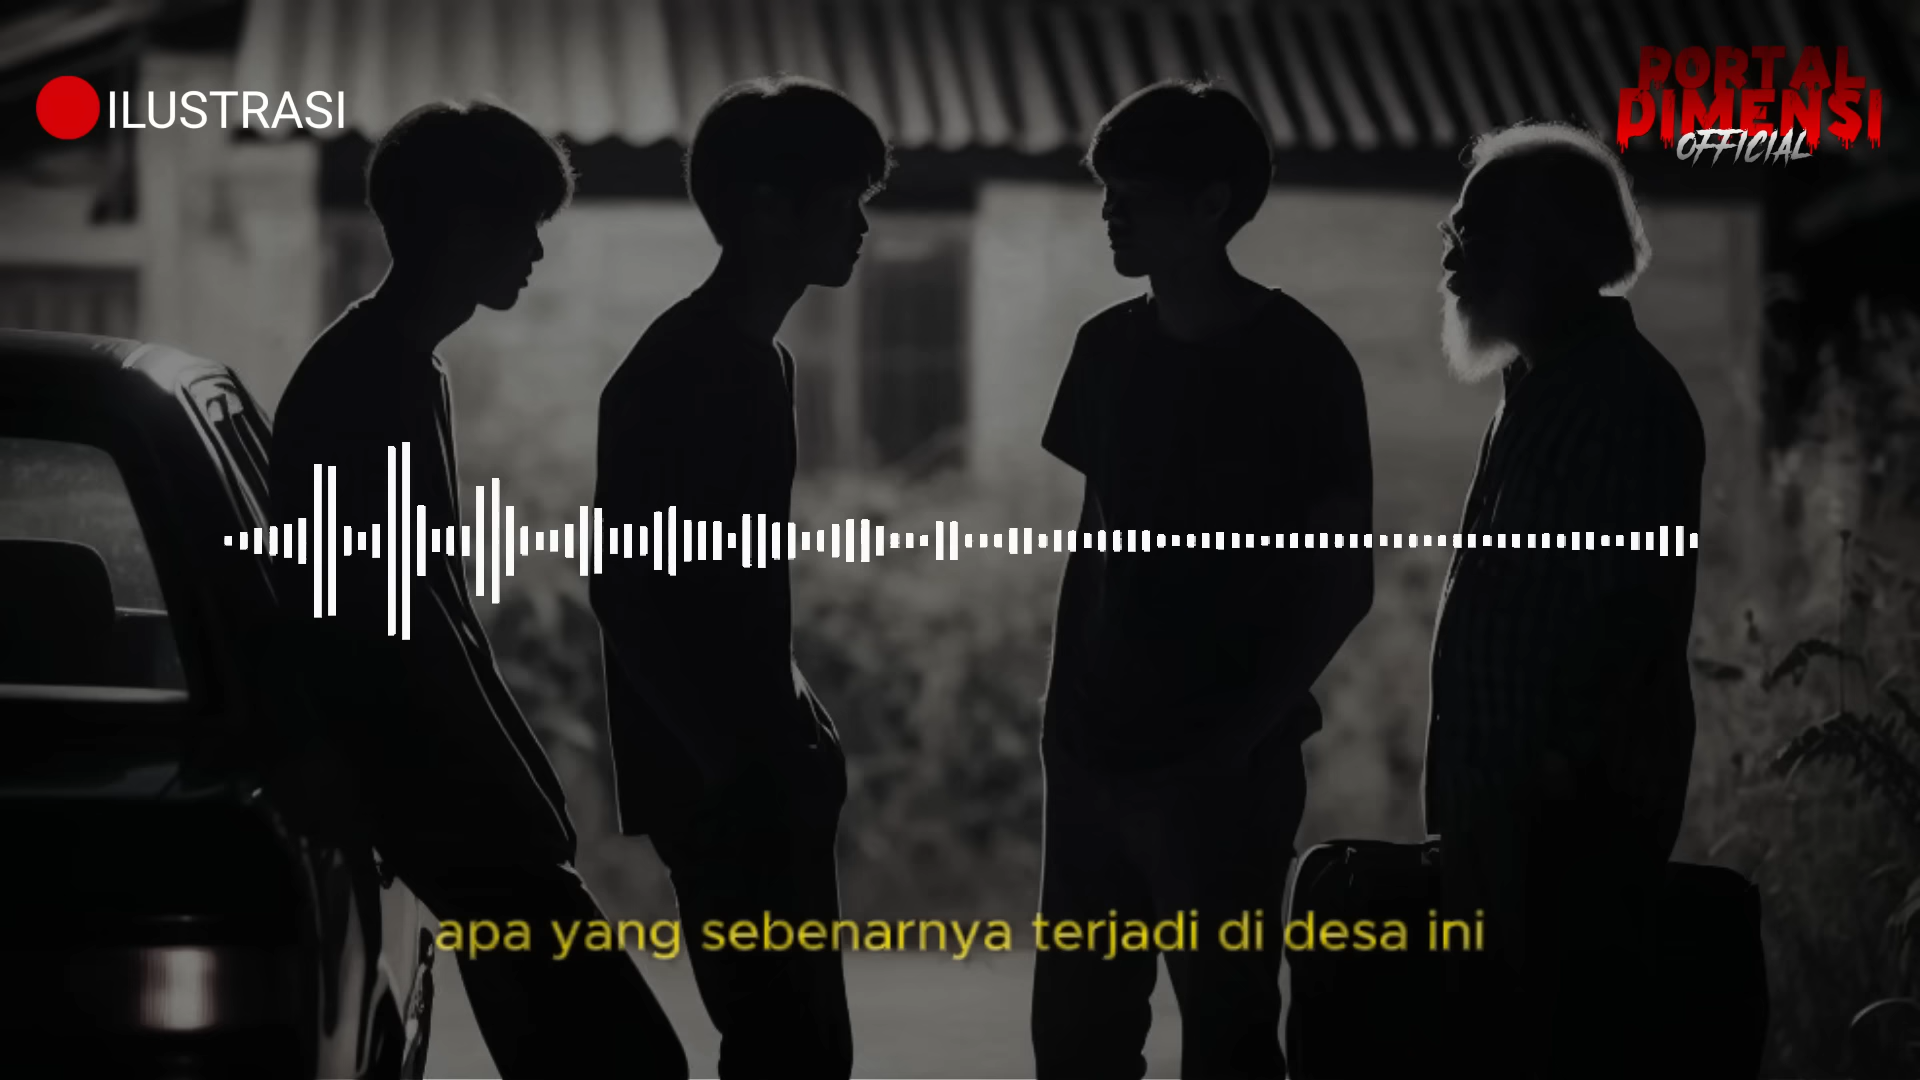 ILUSTRASI
PORTAL
DIMENSI
OFFICIAL
apa yang sebenarnya terjadi di desa ini